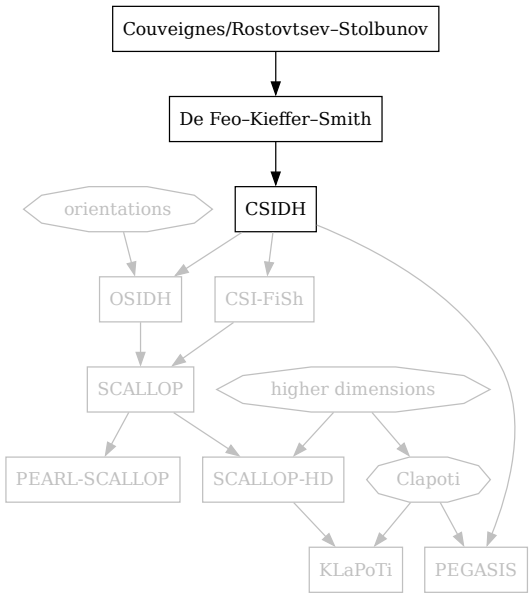 Couveignes/Rostovtsev–Stolbunov
De Feo–Kieffer–Smith
orientations
CSIDH
OSIDH
CSI-FiSh
SCALLOP
higher dimensions
PEARL-SCALLOP
SCALLOP-HD
Clapoti
KLaPoTi
PEGASIS